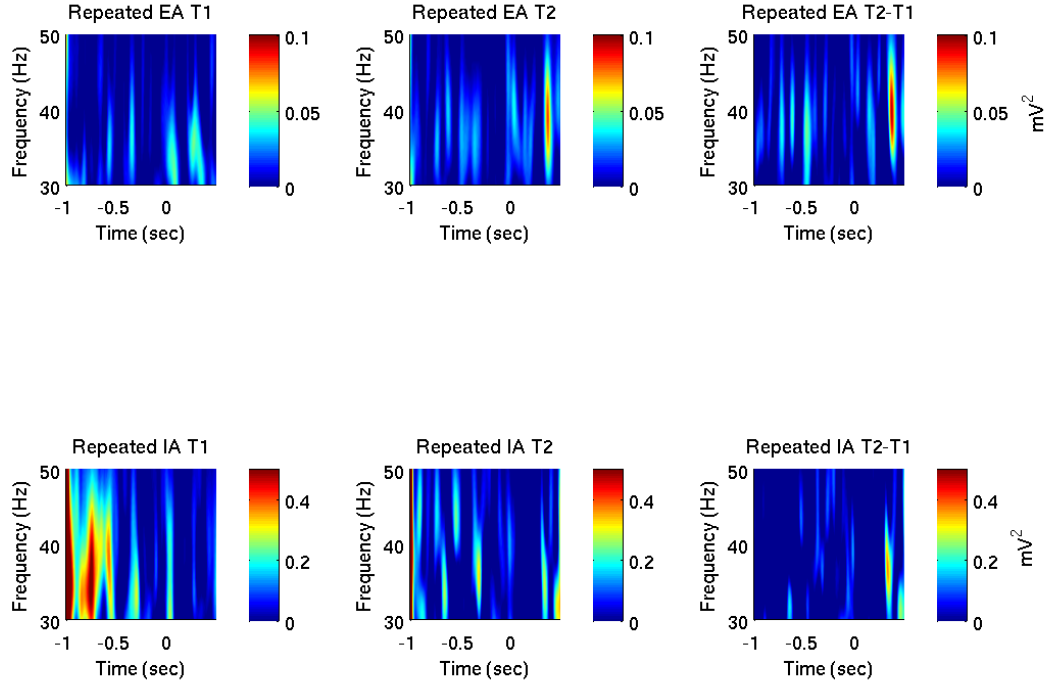 Repeated EA T1
Frequency (Hz)
50
40
30
-1
-0.5
0
Time (sec)
0.1
0.05
0
Repeated EA T2
50
40
30
-1
-0.5
0
Time (sec)
0.1
0.05
0
Repeated EA T2-T1
Frequency (Hz)
50
40
30
-1
-0.5
0
Time (sec)
0.1
0.05
0
mV²
Repeated IA T1
Frequency (Hz)
50
40
30
-1
-0.5
0
Time (sec)
0.4
0.2
0
Repeated IA T2
Frequency (Hz)
50
40
30
-1
-0.5
0
Time (sec)
0.4
0.2
0
Repeated IA T2-T1
Frequency (Hz)
50
40
30
-1
-0.5
0
Time (sec)
0.4
0.2
0
mV²